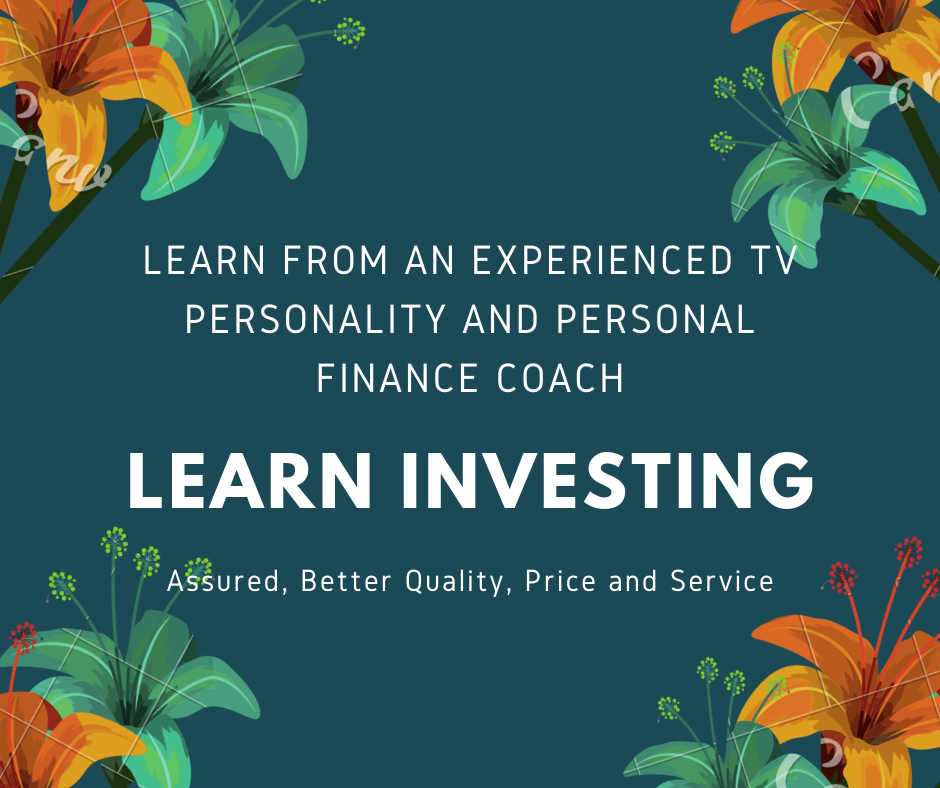 LEARN FROM AN EXPERIENCED TV
PERSONALITY AND PERSONAL
FINANCE COACH
LEARN INVESTING
Assured, Better Quality, Price and Service